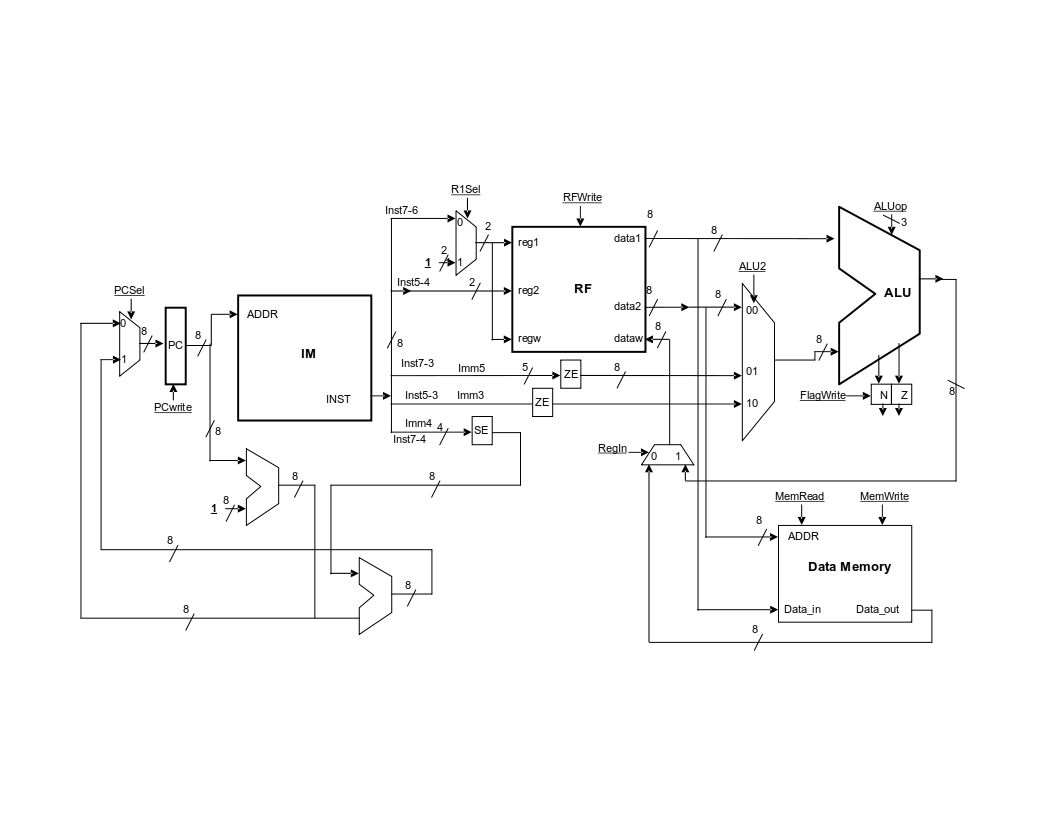 R1Sel
RFWrite
ALUop
3
Inst7-6
0
2
reg1
1
2
1
data1
8
8
PCSel
Inst5-4
2
reg2
RF
ALU2
ALU
0
8
PC
8
ADDR
data2
8
8
00
1
IM
8
regw
dataw
8
8
PCwrite
Inst7-3
Imm5
5
ZE
8
01
INST
Inst5-3
Imm3
ZE
10
FlagWrite
N
Z
8
8
Imm4
Inst7-4
4
SE
RegIn
0
1
8
8
1
8
MemRead
MemWrite
8
ADDR
8
Data Memory
8
8
Data_in
Data_out
8